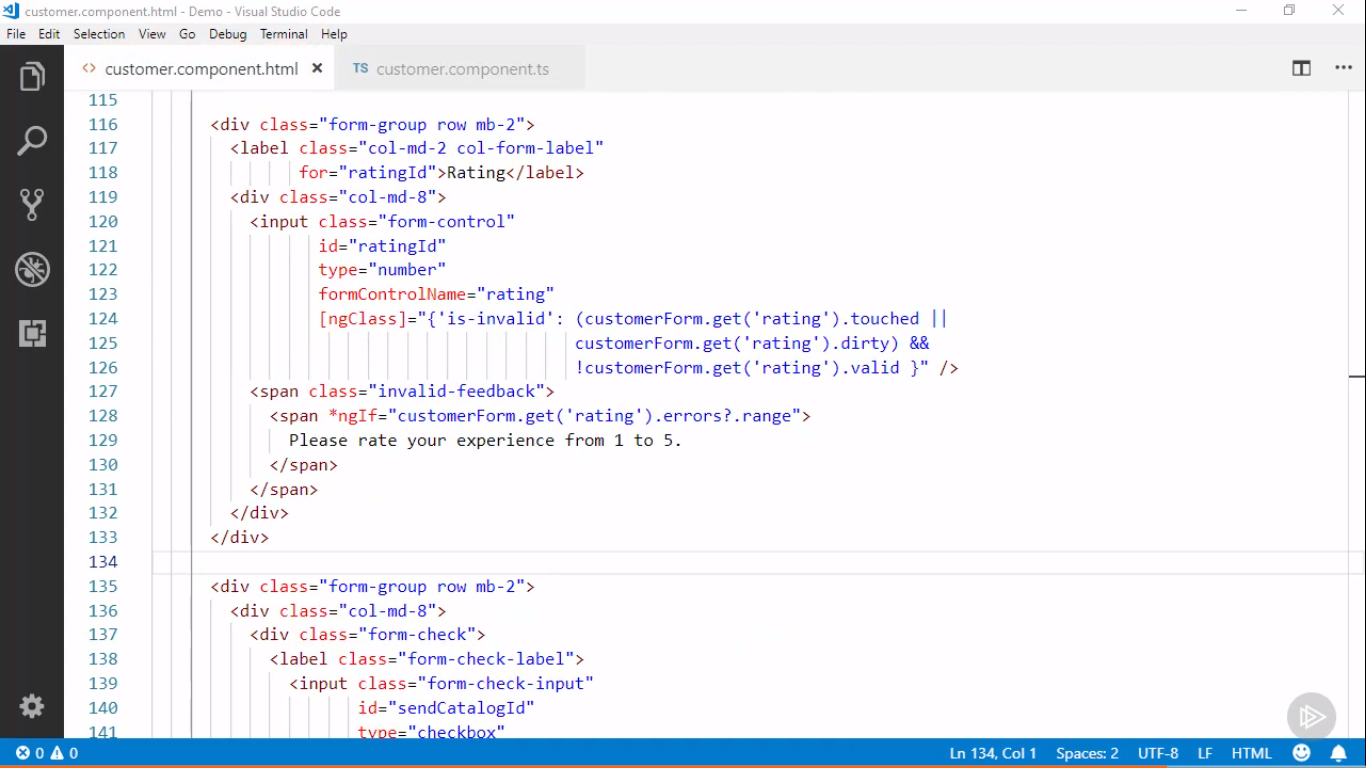 customer.component.html - Demo - Visual Studio Code
File Edit Selection View Go Debug Terminal Help
<> customer.component.html × TS customer.component.ts
115
116 <div class="form-group row mb-2">
117 <label class="col-md-2 col-form-label"
118 for="ratingId">Rating</label>
119 <div class="col-md-8">
120 <input class="form-control"
121 id="ratingId"
122 type="number"
123 formControlName="rating"
124 [ngClass]="{'is-invalid': (customerForm.get('rating').touched ||
125 customerForm.get('rating').dirty) &&
126 !customerForm.get('rating').valid }" />
127 <span class="invalid-feedback">
128 <span *ngIf="customerForm.get('rating').errors?.range">
129 Please rate your experience from 1 to 5.
130 </span>
131 </span>
132 </div>
133 </div>
134
135 <div class="form-group row mb-2">
136 <div class="col-md-8">
137 <div class="form-check">
138 <label class="form-check-label">
139 <input class="form-check-input"
140 id="sendCatalogId"
141 type="checkbox"
0 0 Ln 134, Col 1 Spaces: 2 UTF-8 LF HTML